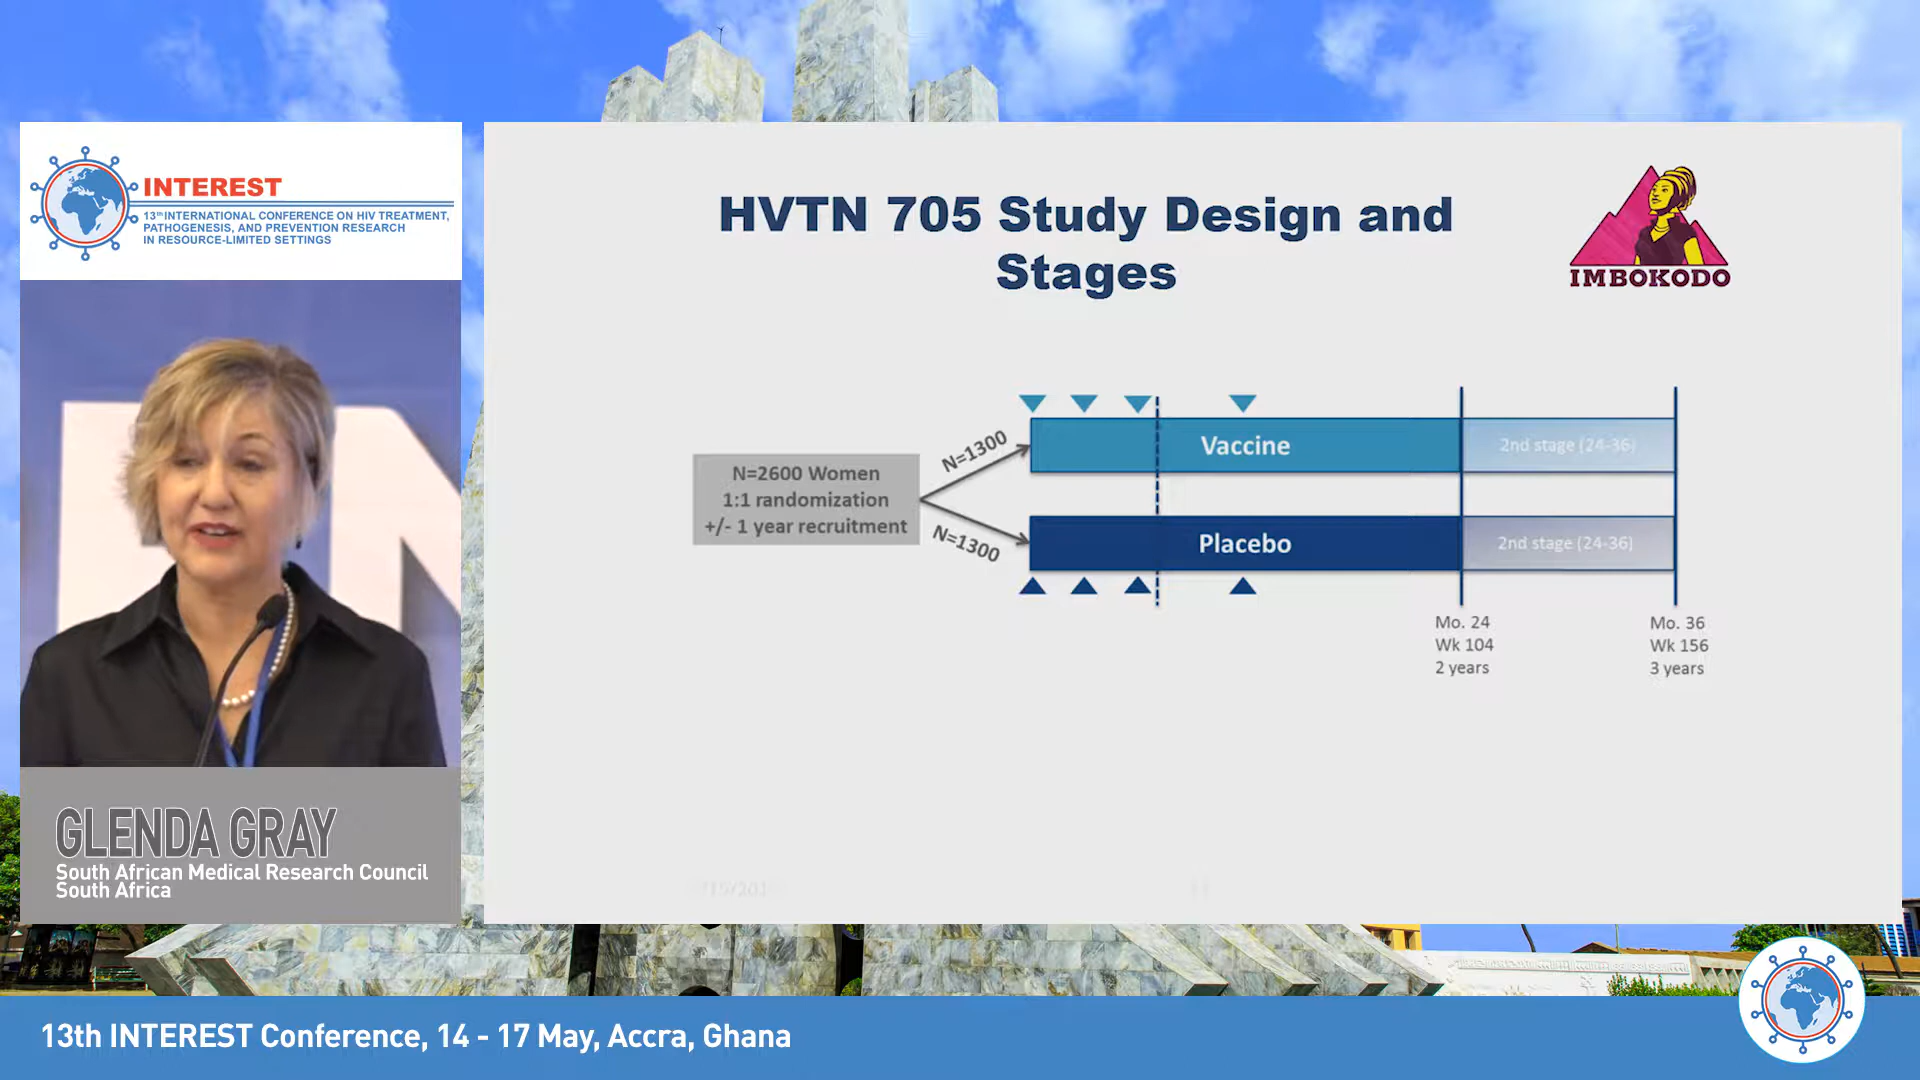 INTEREST
13th INTERNATIONAL CONFERENCE ON HIV TREATMENT,
PATHOGENESIS, AND PREVENTION RESEARCH
IN RESOURCE-LIMITED SETTINGS
GLENDA GRAY
South African Medical Research Council
South Africa
HVTN 705 Study Design and
Stages
IMBOKODO
N=2600 Women
1:1 randomization
+/- 1 year recruitment
N=1300
N=1300
Vaccine
2nd stage (24-36)
Placebo
2nd stage (24-36)
Mo. 24
Wk 104
2 years
Mo. 36
Wk 156
3 years
13th INTEREST Conference, 14 - 17 May, Accra, Ghana